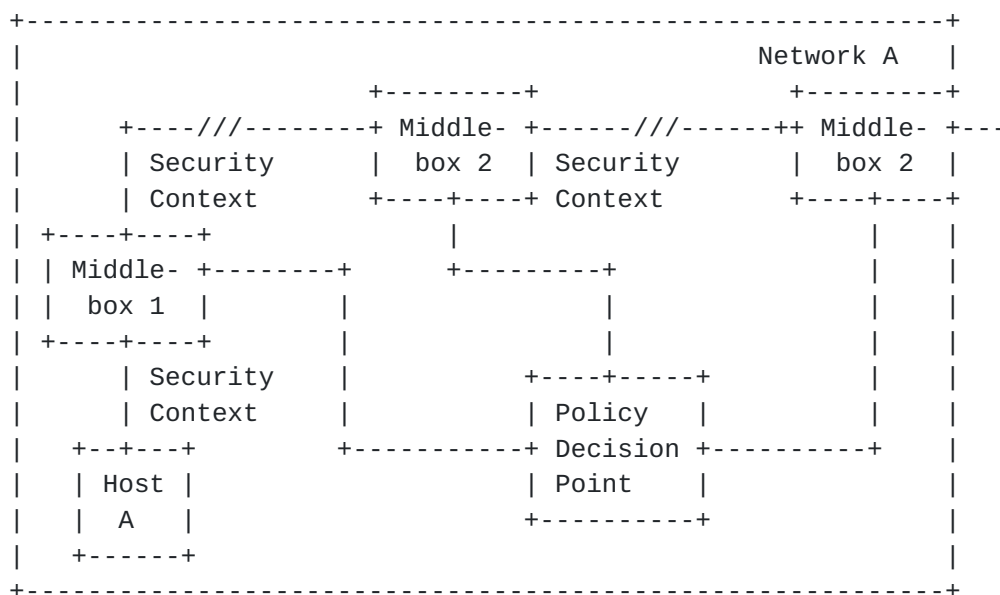 +-----------------------------------------------------------+
|                                               Network A   |
|                      +---------+                +---------+
|      +----///--------+ Middle- +------///------++ Middle- +---
|      | Security      |  box 2  | Security       |  box 2  |
|      | Context       +----+----+ Context        +----+----+
| +----+----+               |                          |    |
| | Middle- +--------+      +---------+                |    |
| |  box 1  |        |                |                |    |
| +----+----+        |                |                |    |
|      | Security    |           +----+-----+          |    |
|      | Context     |           | Policy   |          |    |
|   +--+---+         +-----------+ Decision +----------+    |
|   | Host |                     | Point    |               |
|   |  A   |                     +----------+               |
|   +------+                                                |
+-----------------------------------------------------------+